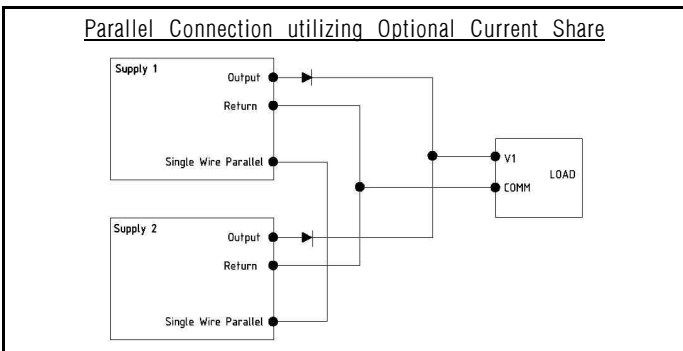 Parallel Connection utilizing Optional Current Share
Supply 1
Output
Return
Single Wire Parallel
V1
LOAD
COMM
Supply 2
Output
Return
Single Wire Parallel